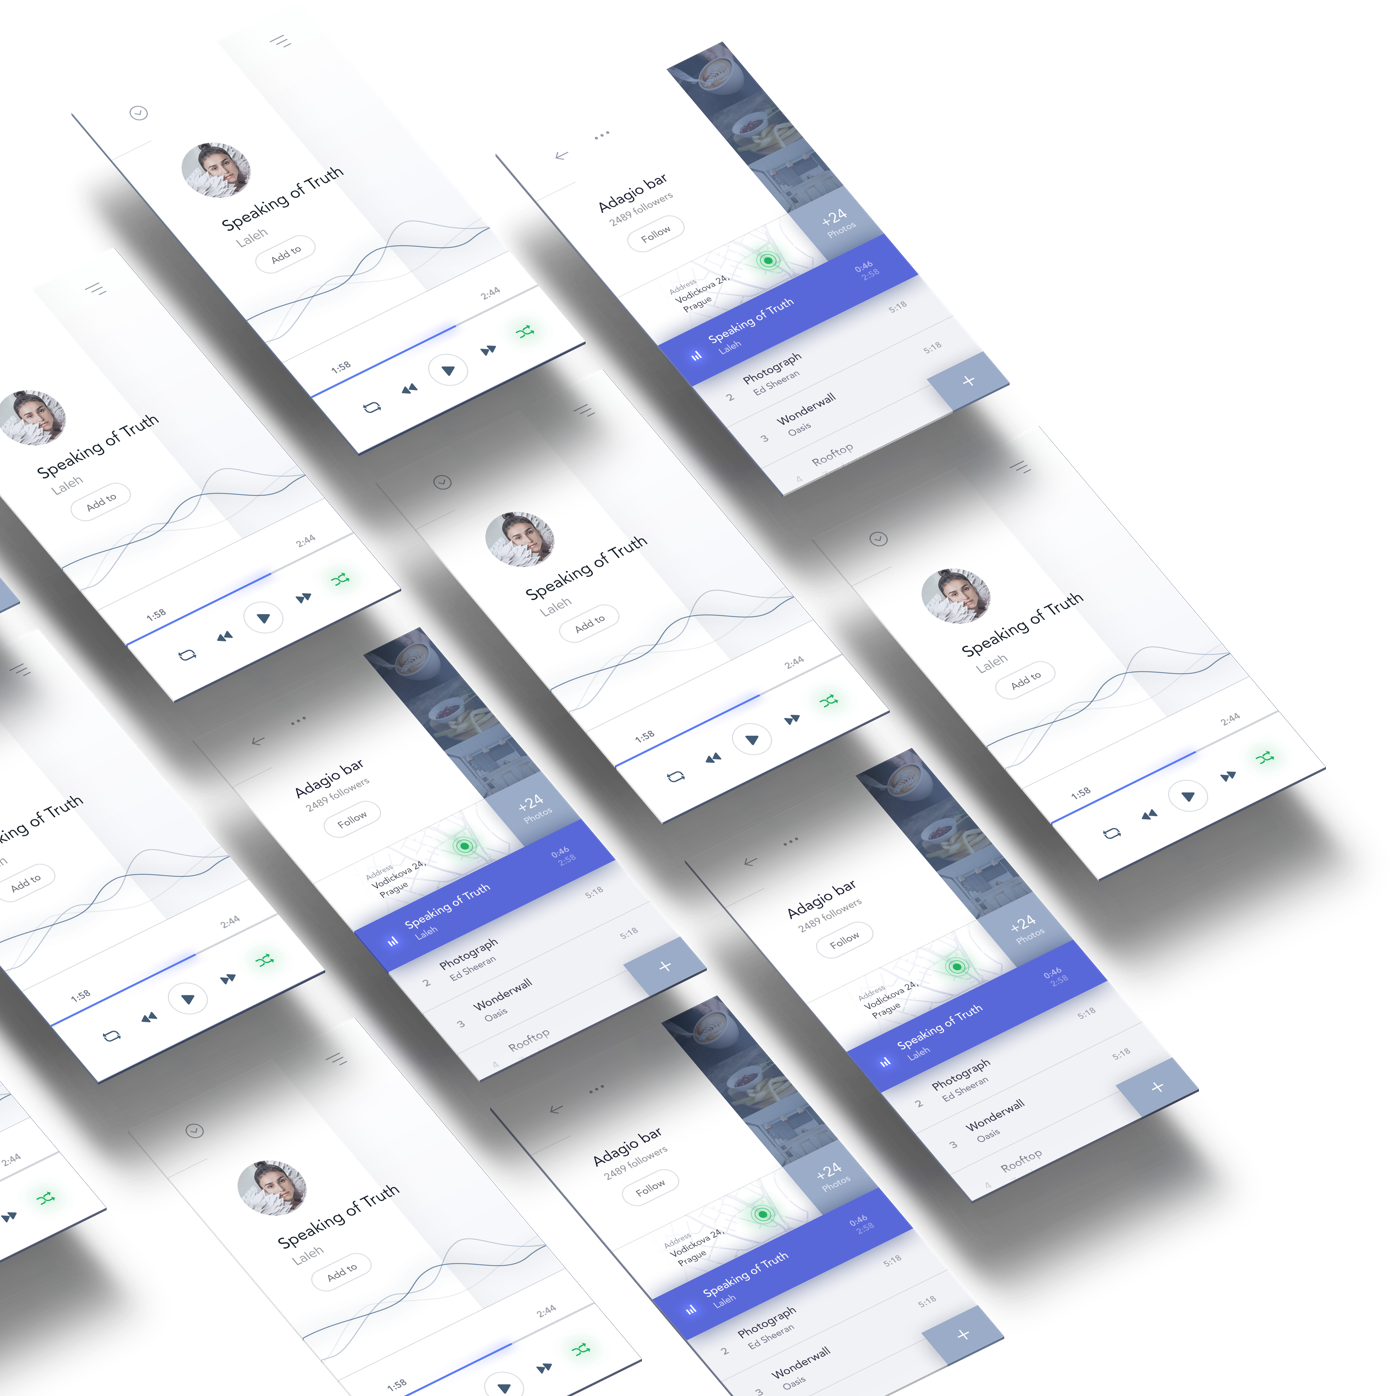 Speaking of Truth
Laleh
Add to
2:44
1:58
Adagio bar
2489 followers
Follow
+24
Photos
Address
Vodickova 24,
Prague
Speaking of Truth
Laleh
0:46
2:58
Photograph
Ed Sheeran
5:18
2
Wonderwall
Oasis
5:18
3
Rooftop
4
Speaking of Truth
Laleh
Add to
2:44
1:58
Speaking of Truth
Laleh
Add to
2:44
1:58
Speaking of Truth
Laleh
Add to
2:44
1:58
Adagio bar
2489 followers
Follow
+24
Photos
Address
Vodickova 24,
Prague
Speaking of Truth
Laleh
0:46
2:58
Photograph
Ed Sheeran
5:18
2
Wonderwall
Oasis
5:18
3
Rooftop
4
king of Truth
Add to
2:44
1:58
Adagio bar
2489 followers
Follow
+24
Photos
Address
Vodickova 24,
Prague
Speaking of Truth
Laleh
0:46
2:58
Photograph
Ed Sheeran
5:18
2
Wonderwall
Oasis
5:18
3
Rooftop
4
2:44
Speaking of Truth
Laleh
Add to
2:44
1:58
Adagio bar
2489 followers
Follow
+24
Photos
Address
Vodickova 24,
Prague
Speaking of Truth
Laleh
0:46
2:58
Photograph
Ed Sheeran
5:18
2
Wonderwall
Oasis
5:18
3